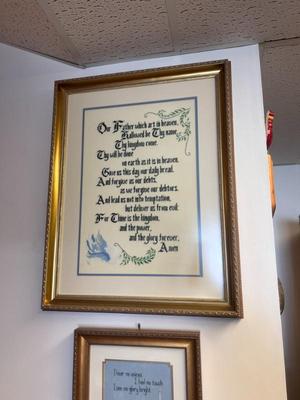 Our Father which art in heaven,
Hallowed be Thy name,
Thy kingdom come.
Thy will be done
on earth as it is in heaven,
Give us this day our daily bread.
And forgive us our debts,
as we forgive our debtors.
And lead us not into temptation,
but deliver us from evil:
For Thine is the kingdom,
and the power,
and the glory forever,
Amen
I had no touch